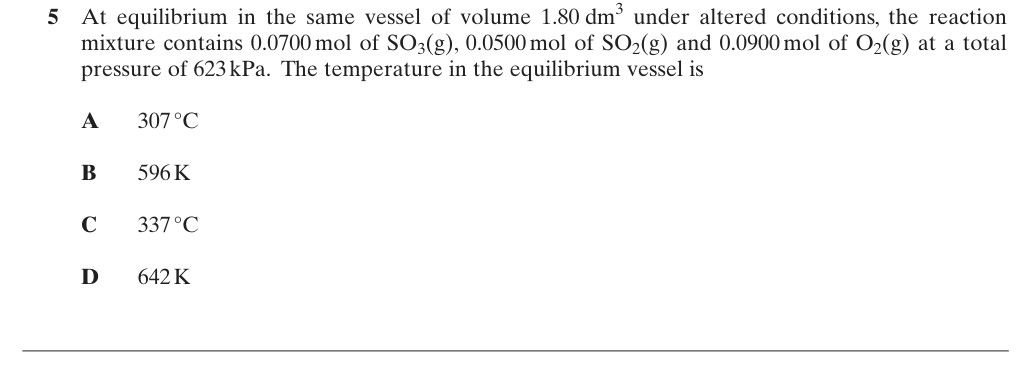 5 At equilibrium in the same vessel of volume 1.80 dm³ under altered conditions, the reaction
mixture contains 0.0700 mol of SO₃(g), 0.0500 mol of SO₂(g) and 0.0900 mol of O₂(g) at a total
pressure of 623 kPa. The temperature in the equilibrium vessel is
A 307 °C
B 596 K
C 337 °C
D 642 K